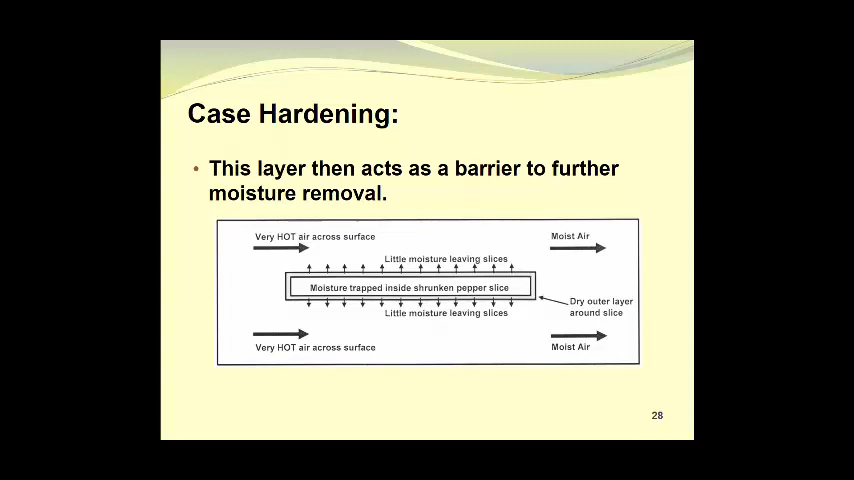 Case Hardening:
• This layer then acts as a barrier to further
moisture removal.
Very HOT air across surface
Moist Air
Little moisture leaving slices
Moisture trapped inside shrunken pepper slice
Dry outer layer
around slice
Little moisture leaving slices
Very HOT air across surface
Moist Air
28